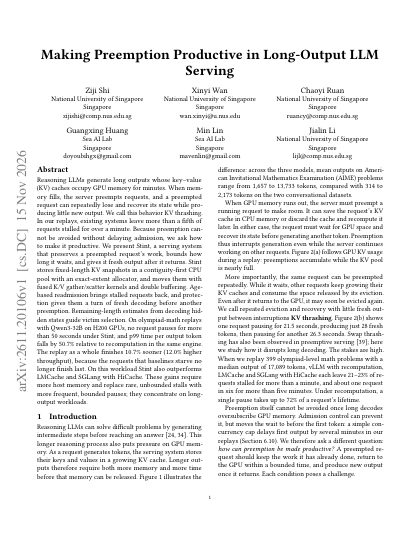 Making Preemption Productive in Long-Output LLM
Serving
Ziji Shi
National University of Singapore
Singapore
zijishi@comp.nus.edu.sg
Xinyi Wan
National University of Singapore
Singapore
wan.xinyi@u.nus.edu
Chaoyi Ruan
National University of Singapore
Singapore
ruancy@comp.nus.edu.sg
Guangxing Huang
Sea AI Lab
Singapore
doyoubhgx@gmail.com
Min Lin
Sea AI Lab
Singapore
mavenlin@gmail.com
Jialin Li
National University of Singapore
Singapore
lijl@comp.nus.edu.sg
arXiv:2611.20106v1 [cs.DC] 15 Nov 2026
Abstract
Reasoning LLMs generate long outputs whose key–value
(KV) caches occupy GPU memory for minutes. When mem-
ory fills, the server preempts requests, and a preempted
request can repeatedly lose and recover its state while pro-
ducing little new output. We call this behavior KV thrashing.
In our replays, existing systems leave more than a fifth of
requests stalled for over a minute. Because preemption can-
not be avoided without delaying admission, we ask how
to make it productive. We present Stint, a serving system
that preserves a preempted request's work, bounds how
long it waits, and gives it fresh output after it returns. Stint
stores fixed-length KV snapshots in a contiguity-first CPU
pool with an exact-extent allocator, and moves them with
fused K/V gather/scatter kernels and double buffering. Age-
based readmission brings stalled requests back, and protec-
tion gives them a turn of fresh decoding before another
preemption. Remaining-length estimates from decoding hid-
den states guide victim selection. On olympiad-math replays
with Qwen3-32B on H200 GPUs, no request pauses for more
than 50 seconds under Stint, and p99 time per output token
falls by 50.7% relative to recomputation in the same engine.
The replay as a whole finishes 10.7% sooner (12.0% higher
throughput), because the requests that baselines starve no
longer finish last. On this workload Stint also outperforms
LMCache and SGLang with HiCache. These gains require
more host memory and replace rare, unbounded stalls with
more frequent, bounded pauses; they concentrate on long-
output workloads.
1 Introduction
Reasoning LLMs can solve difficult problems by generating
intermediate steps before reaching an answer [24, 34]. This
longer reasoning process also puts pressure on GPU mem-
ory. As a request generates tokens, the serving system stores
their keys and values in a growing KV cache. Longer out-
puts therefore require both more memory and more time
before that memory can be released. Figure 1 illustrates the
difference: across the three models, mean outputs on Ameri-
can Invitational Mathematics Examination (AIME) problems
range from 1,657 to 13,733 tokens, compared with 314 to
2,173 tokens on the two conversational datasets.
When GPU memory runs out, the server must preempt a
running request to make room. It can save the request's KV
cache in CPU memory or discard the cache and recompute it
later. In either case, the request must wait for GPU space and
recover its state before generating another token. Preemption
thus interrupts generation even while the server continues
working on other requests. Figure 2(a) follows GPU KV usage
during a replay: preemptions accumulate while the KV pool
is nearly full.
More importantly, the same request can be preempted
repeatedly. While it waits, other requests keep growing their
KV caches and consume the space released by its eviction.
Even after it returns to the GPU, it may soon be evicted again.
We call repeated eviction and recovery with little fresh out-
put between interruptions KV thrashing. Figure 2(b) shows
one request pausing for 21.5 seconds, producing just 28 fresh
tokens, then pausing for another 26.3 seconds. Swap thrash-
ing has also been observed in preemptive serving [39]; here
we study how it disrupts long decoding. The stakes are high.
When we replay 399 olympiad-level math problems with a
median output of 17,089 tokens, vLLM with recomputation,
LMCache and SGLang with HiCache each leave 21–23% of re-
quests stalled for more than a minute, and about one request
in six for more than five minutes. Under recomputation, a
single pause takes up to 72% of a request's lifetime.
Preemption itself cannot be avoided once long decodes
oversubscribe GPU memory. Admission control can prevent
it, but moves the wait to before the first token: a simple con-
currency cap delays first output by several minutes in our
replays (Section 6.10). We therefore ask a different question:
how can preemption be made productive? A preempted re-
quest should keep the work it has already done, return to
the GPU within a bounded time, and produce new output
once it returns. Each condition poses a challenge.
1